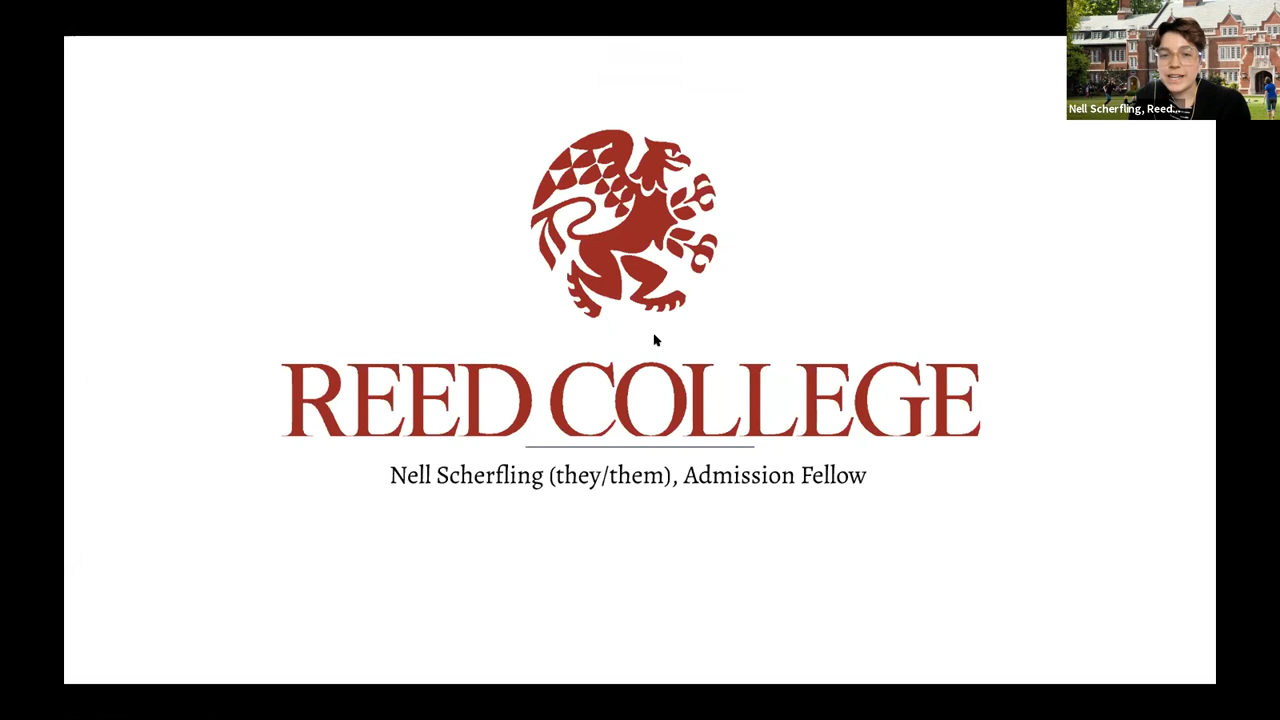 Nell Scherfling, Reed...
REED COLLEGE
Nell Scherfling (they/them), Admission Fellow